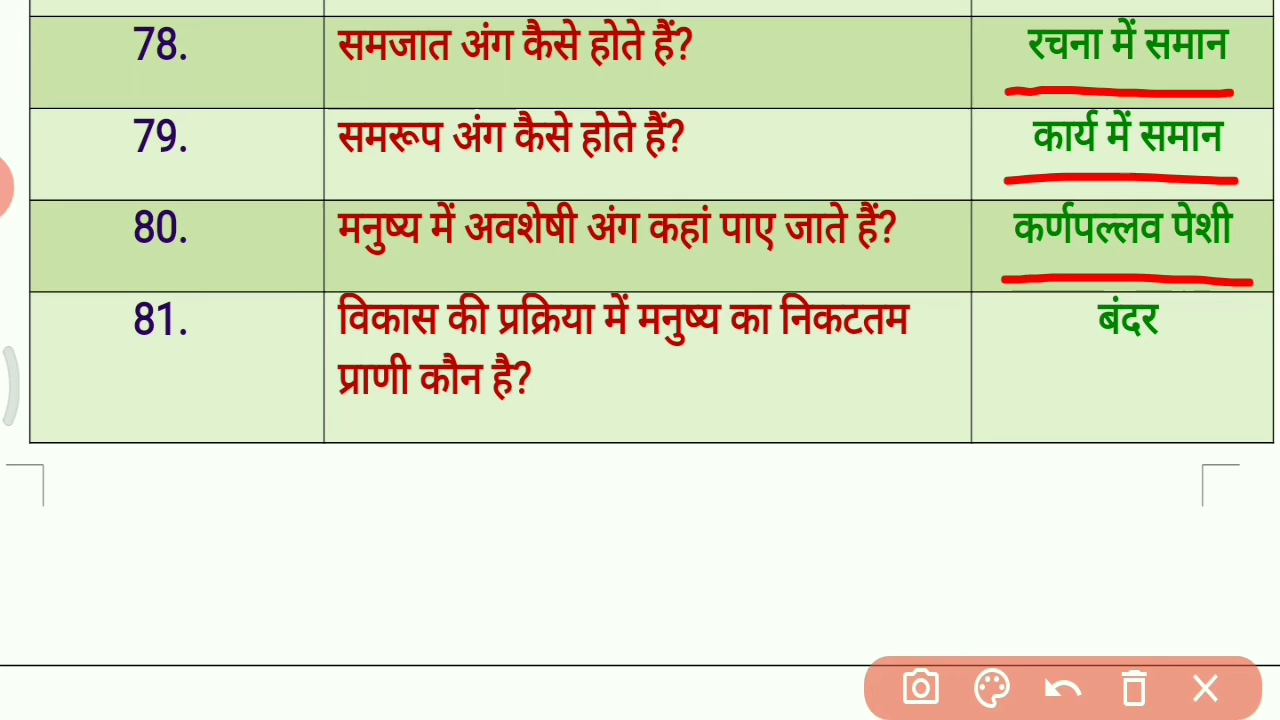 78. समजात अंग कैसे होते हैं? रचना में समान
79. समरूप अंग कैसे होते हैं? कार्य में समान
80. मनुष्य में अवशेषी अंग कहां पाए जाते हैं? कर्णपल्लव पेशी
81. विकास की प्रक्रिया में मनुष्य का निकटतम बंदर
प्राणी कौन है?